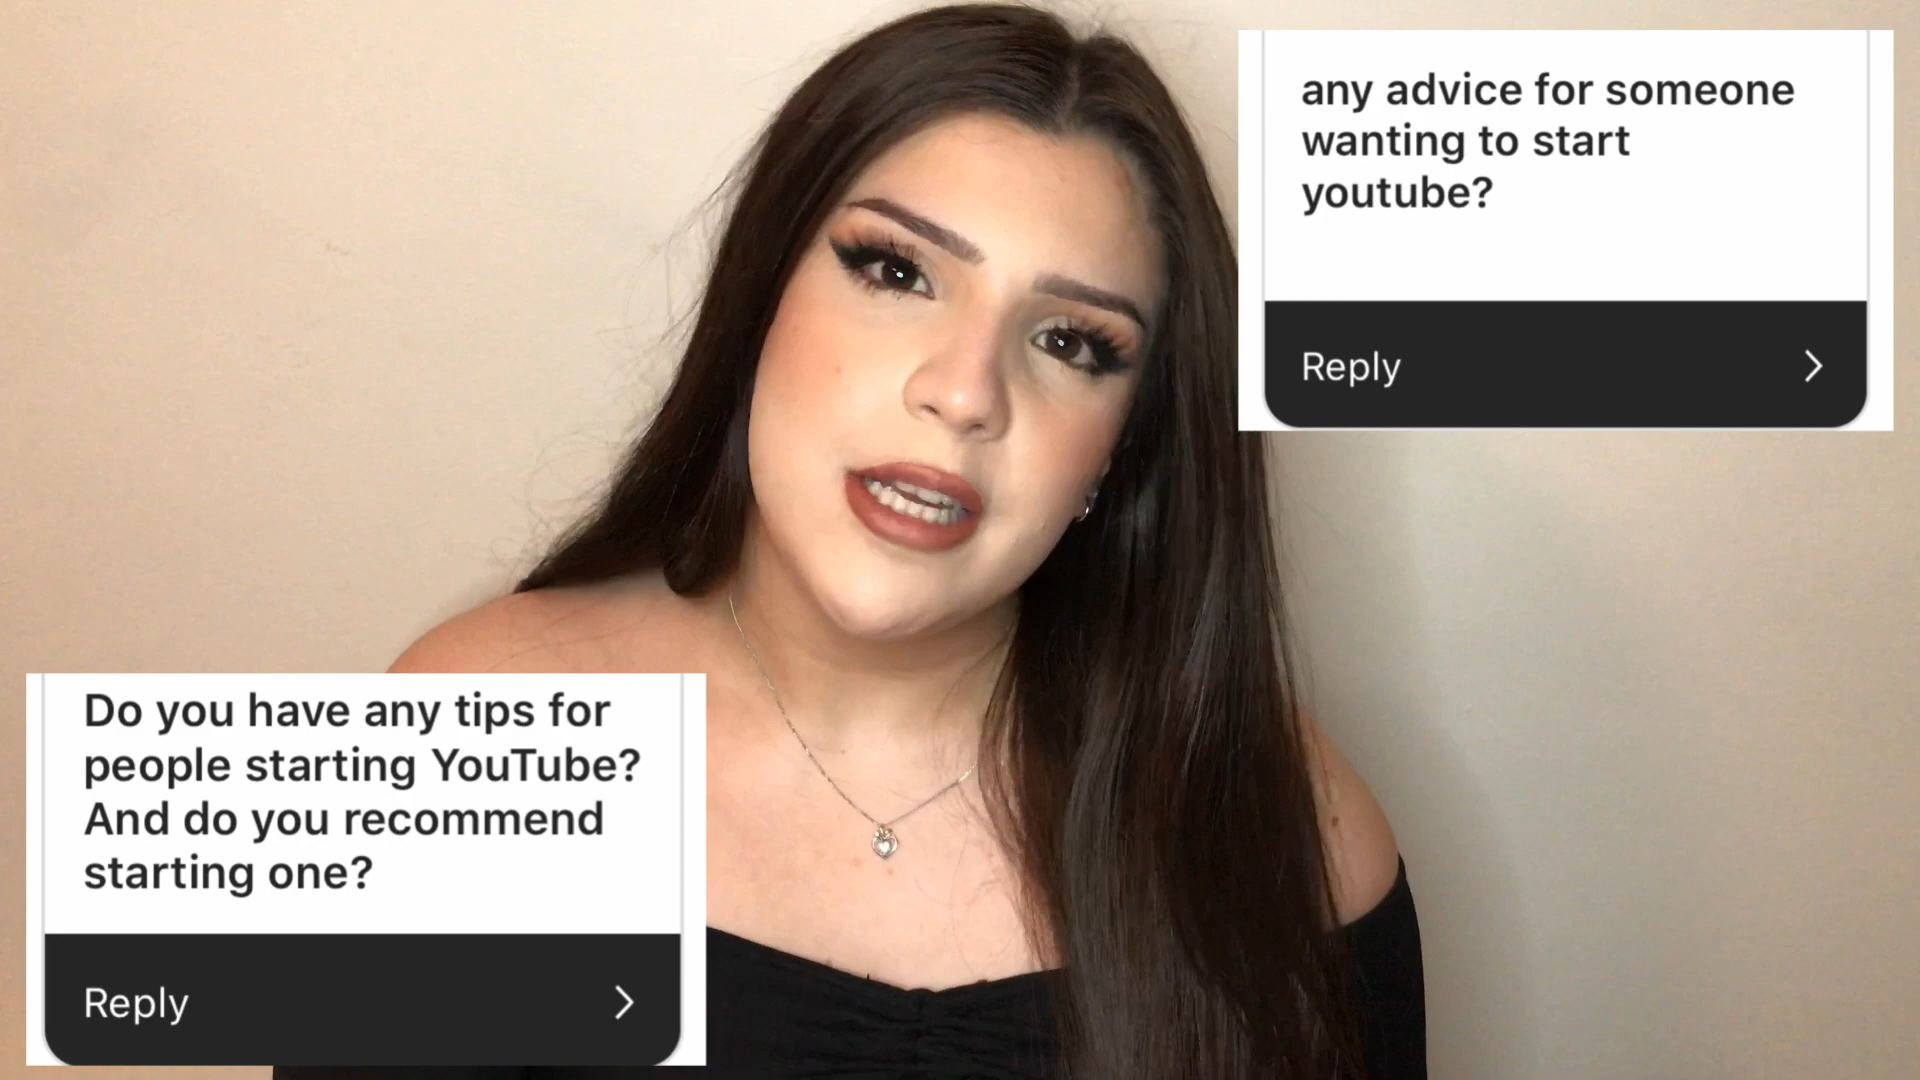 any advice for someone
wanting to start
youtube?
Reply
Do you have any tips for
people starting YouTube?
And do you recommend
starting one?
Reply